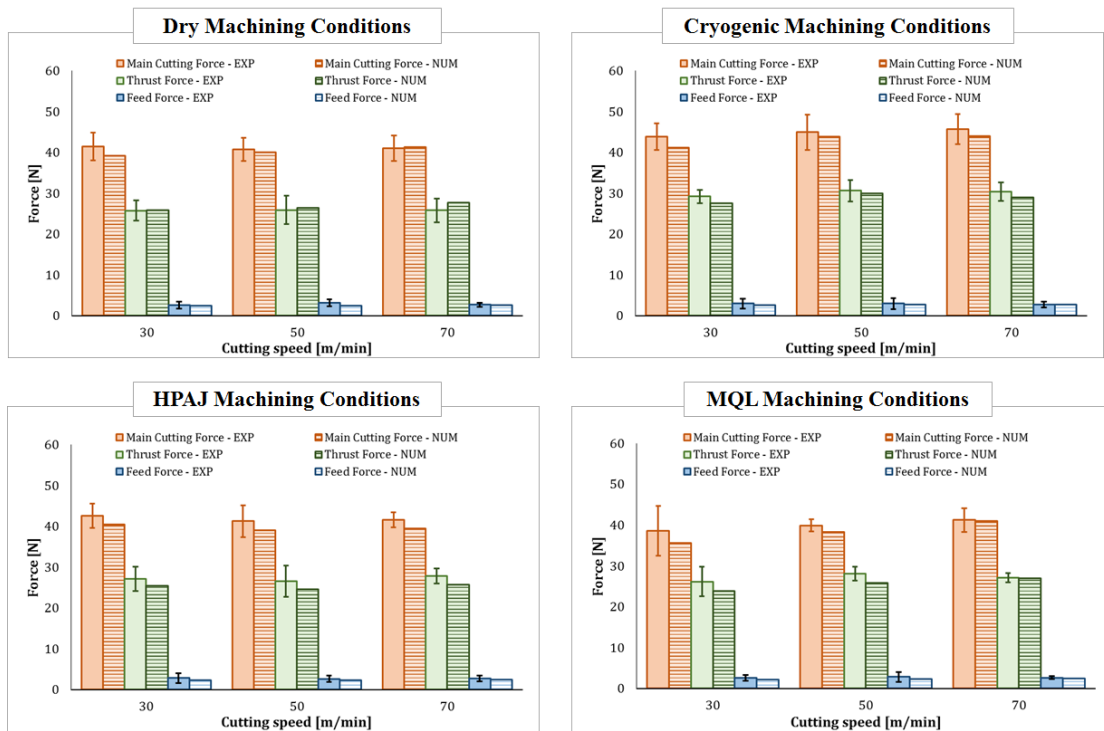 Dry Machining Conditions
Main Cutting Force - EXP
Main Cutting Force - NUM
Thrust Force - EXP
Thrust Force - NUM
Feed Force - EXP
Feed Force - NUM
Force [N]
60
50
40
30
20
10
0
30
50
70
Cutting speed [m/min]
Cryogenic Machining Conditions
Main Cutting Force - EXP
Main Cutting Force - NUM
Thrust Force - EXP
Thrust Force - NUM
Feed Force - EXP
Feed Force - NUM
Force [N]
60
50
40
30
20
10
0
30
50
70
Cutting speed [m/min]
HPAJ Machining Conditions
Main Cutting Force - EXP
Main Cutting Force - NUM
Thrust Force - EXP
Thrust Force - NUM
Feed Force - EXP
Feed Force - NUM
Force [N]
60
50
40
30
20
10
0
30
50
70
Cutting speed [m/min]
MQL Machining Conditions
Main Cutting Force - EXP
Main Cutting Force - NUM
Thrust Force - EXP
Thrust Force - NUM
Feed Force - EXP
Feed Force - NUM
Force [N]
60
50
40
30
20
10
0
30
50
70
Cutting speed [m/min]